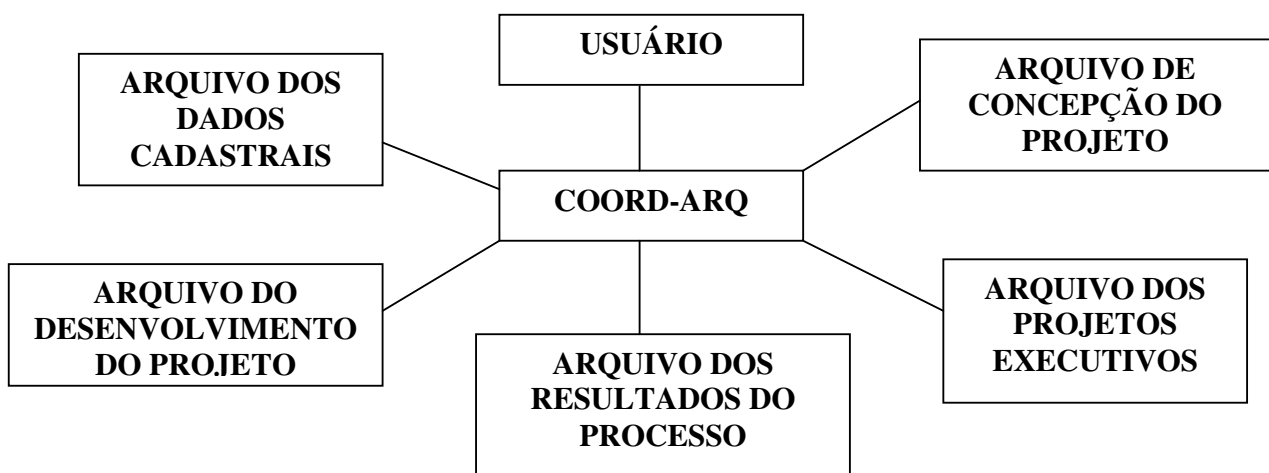 USUÁRIO
ARQUIVO DOS
DADOS
CADASTRAIS
ARQUIVO DE
CONCEPÇÃO DO
PROJETO
COORD-ARQ
ARQUIVO DO
DESENVOLVIMENTO
DO PROJETO
ARQUIVO DOS
RESULTADOS DO
PROCESSO
ARQUIVO DOS
PROJETOS
EXECUTIVOS